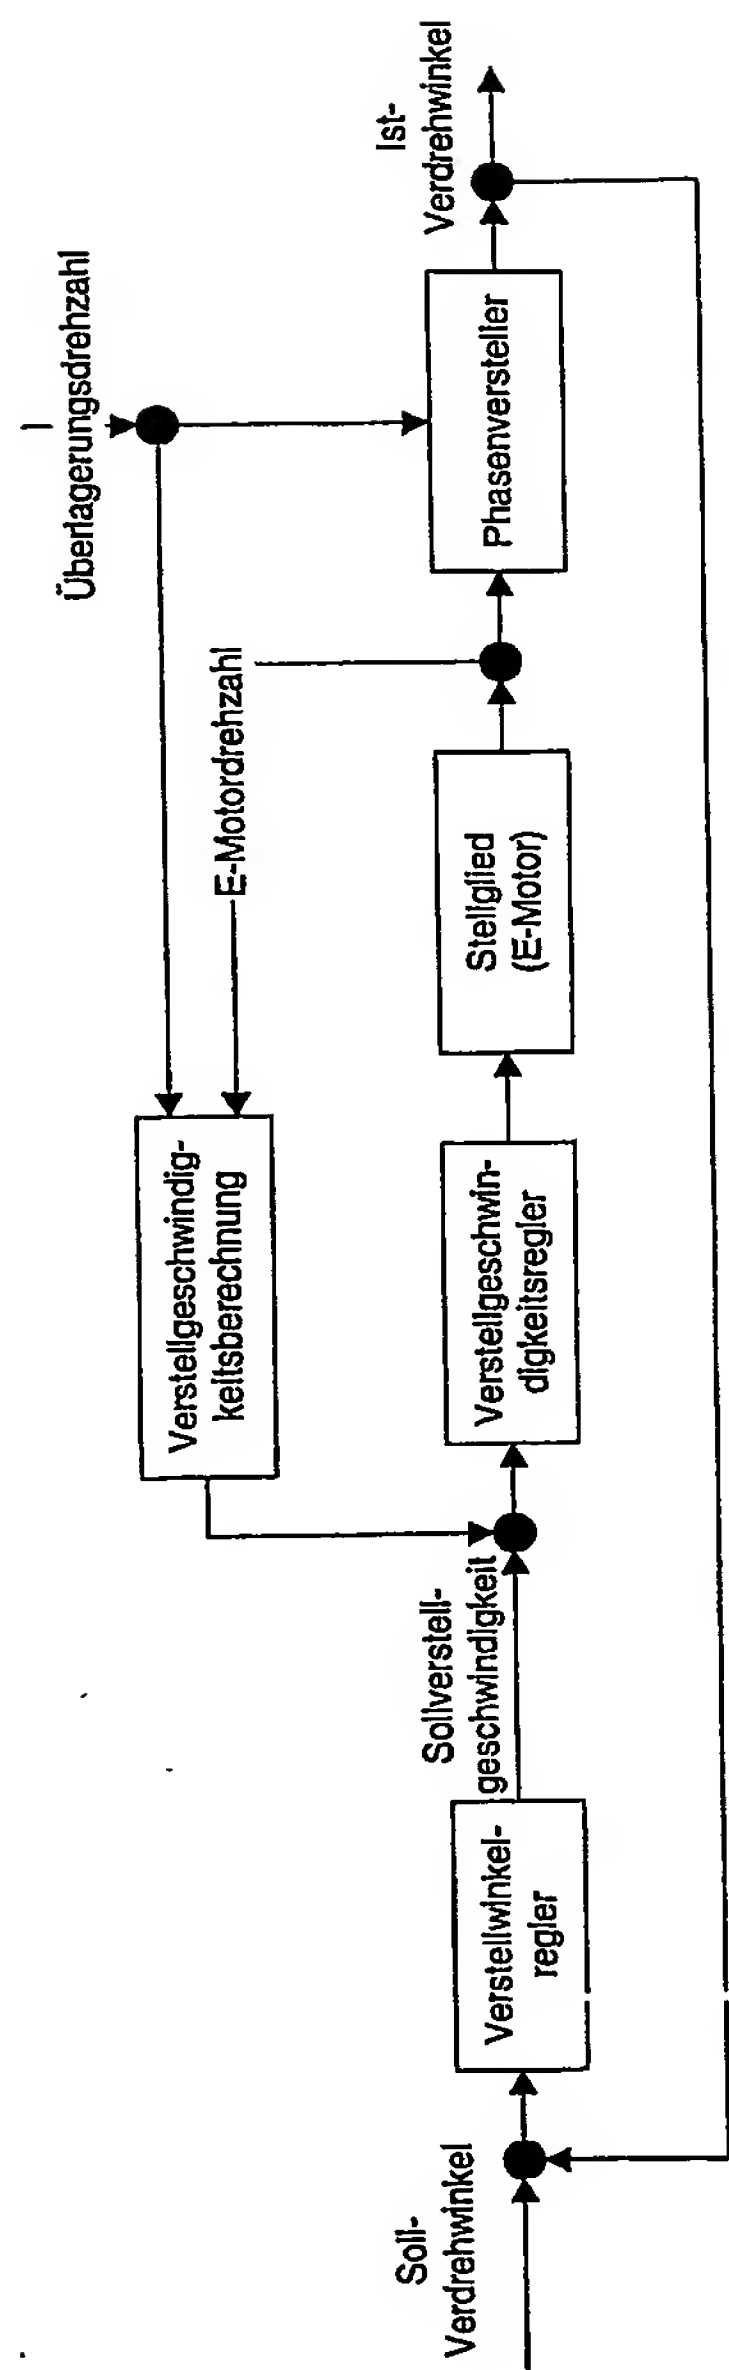 Überlagerungsdrehzahl
Verstellgeschwindig-
keitsberechnung
E-Motordrehzahl
Soll-
Verdrehwinkel
Verstellwinkel-
regler
Sollverstell-
geschwindigkeit
Verstellgeschwin-
digkeitsregler
Stellglied
(E-Motor)
Phasenversteller
Ist-
Verdrehwinkel